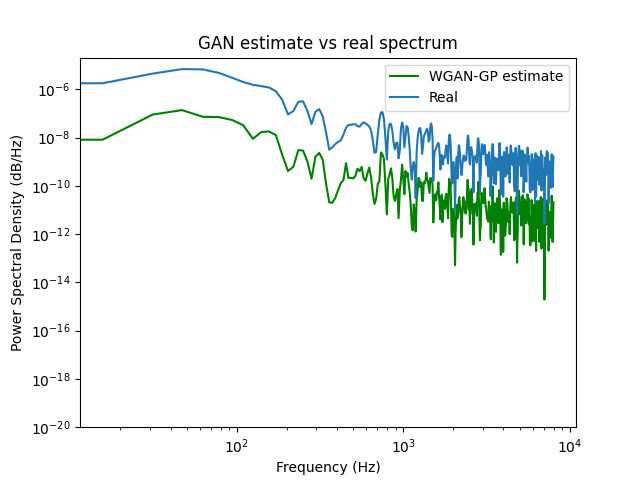 GAN estimate vs real spectrum
WGAN-GP estimate
Real
Power Spectral Density (dB/Hz)
10⁻⁶
10⁻⁸
10⁻¹⁰
10⁻¹²
10⁻¹⁴
10⁻¹⁶
10⁻¹⁸
10⁻²⁰
10²
10³
10⁴
Frequency (Hz)